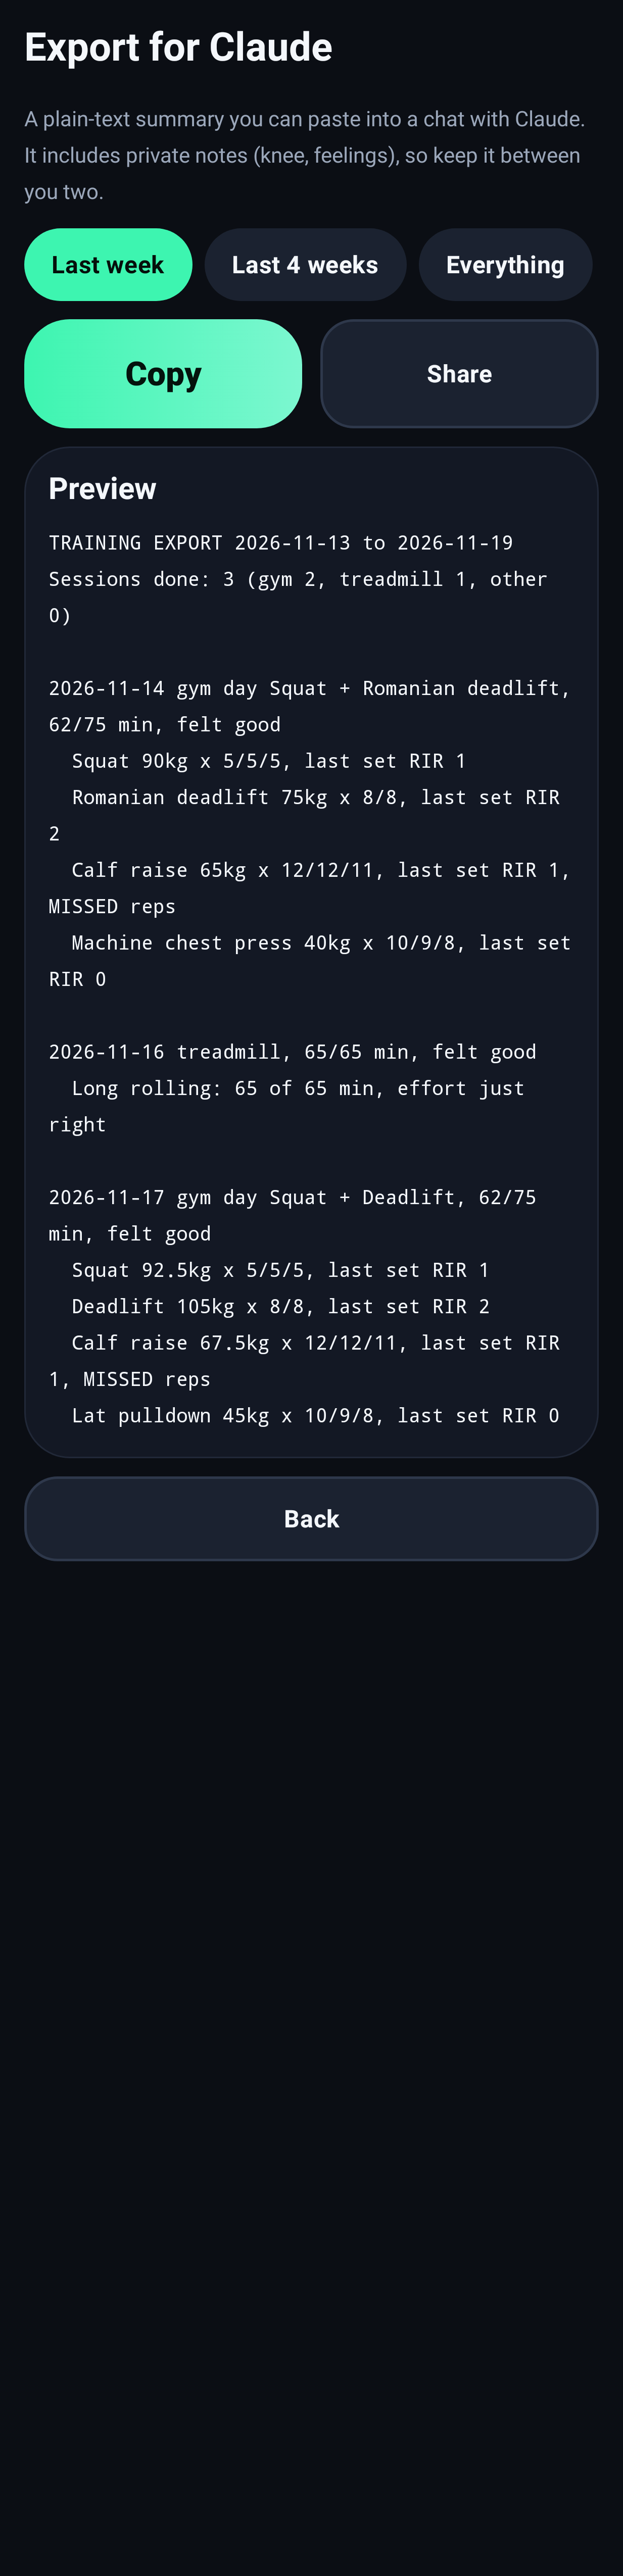 Export for Claude
A plain-text summary you can paste into a chat with Claude.
It includes private notes (knee, feelings), so keep it between
you two.
Last week
Last 4 weeks
Everything
Copy
Share
Preview
TRAINING EXPORT 2026-11-13 to 2026-11-19
Sessions done: 3 (gym 2, treadmill 1, other
0)
2026-11-14 gym day Squat + Romanian deadlift,
62/75 min, felt good
Squat 90kg x 5/5/5, last set RIR 1
Romanian deadlift 75kg x 8/8, last set RIR
2
Calf raise 65kg x 12/12/11, last set RIR 1,
MISSED reps
Machine chest press 40kg x 10/9/8, last set
RIR 0
2026-11-16 treadmill, 65/65 min, felt good
Long rolling: 65 of 65 min, effort just
right
2026-11-17 gym day Squat + Deadlift, 62/75
min, felt good
Squat 92.5kg x 5/5/5, last set RIR 1
Deadlift 105kg x 8/8, last set RIR 2
Calf raise 67.5kg x 12/12/11, last set RIR
1, MISSED reps
Lat pulldown 45kg x 10/9/8, last set RIR 0
Back